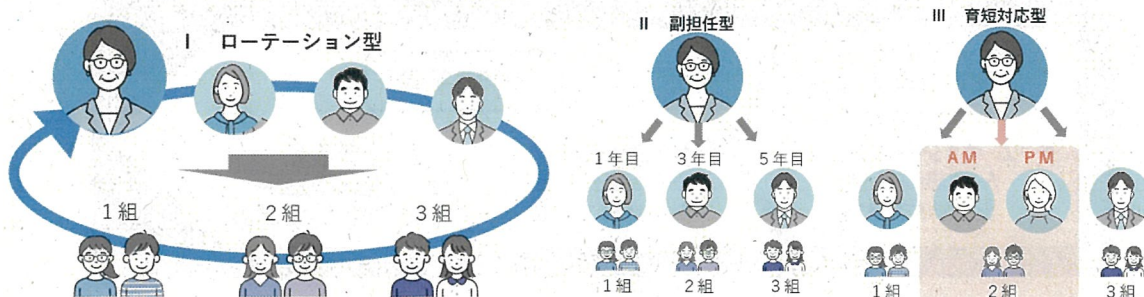 I ローテーション型
1組 2組 3組
II 副担任型
1年目 3年目 5年目
1組 2組 3組
III 育短対応型
AM PM
1組 2組 3組